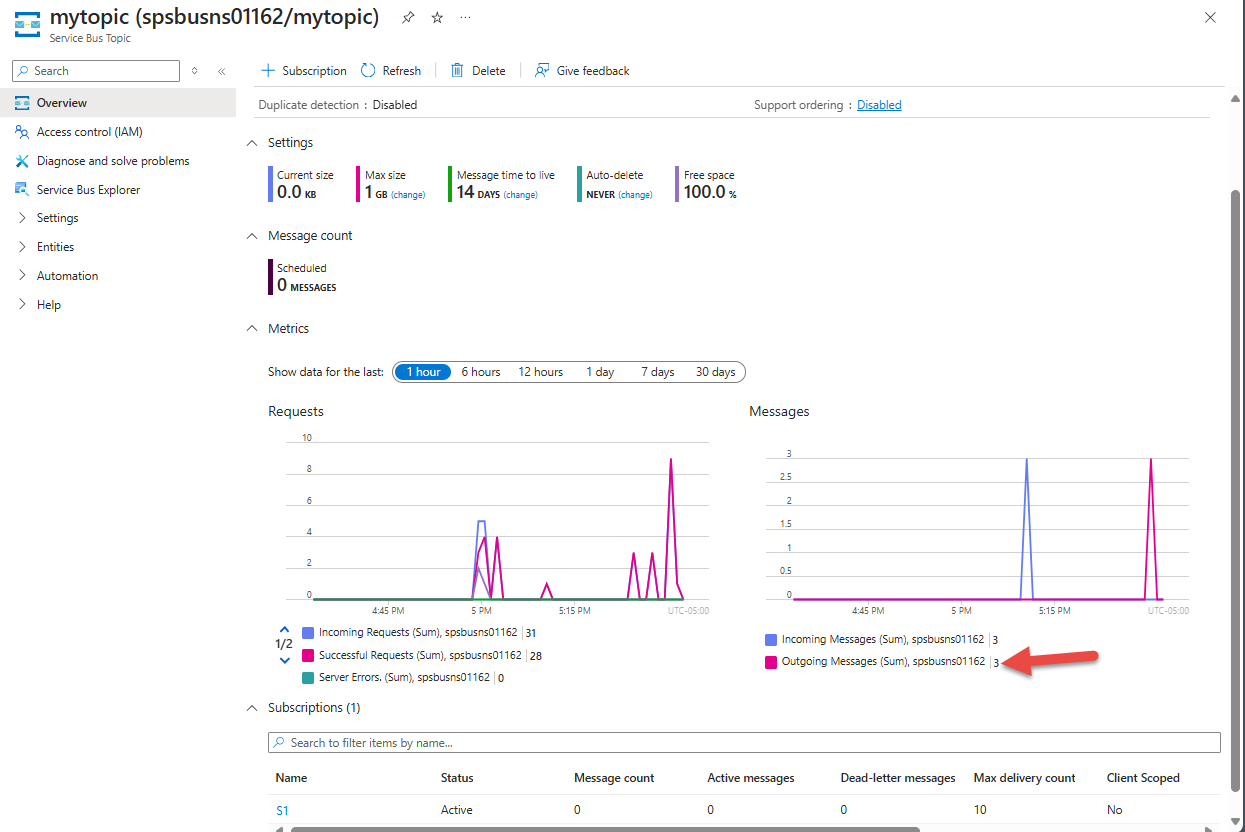 mytopic (spsbusns01162/mytopic)
Service Bus Topic
Search
Overview
Access control (IAM)
Diagnose and solve problems
Service Bus Explorer
Settings
Entities
Automation
Help
Subscription Refresh Delete Give feedback
Duplicate detection : Disabled Support ordering : Disabled
Settings
Current size Max size Message time to live Auto-delete Free space
0.0 KB 1 GB (change) 14 DAYS (change) NEVER (change) 100.0 %
Message count
Scheduled
0 MESSAGES
Metrics
Show data for the last: 1 hour 6 hours 12 hours 1 day 7 days 30 days
Requests
10
8
6
4
2
0
4:45 PM 5 PM 5:15 PM UTC-05:00
1/2
Incoming Requests (Sum), spsbusns01162 31
Successful Requests (Sum), spsbusns01162 28
Server Errors. (Sum), spsbusns01162 0
Messages
3
2.5
2
1.5
1
0.5
0
4:45 PM 5 PM 5:15 PM UTC-05:00
Incoming Messages (Sum), spsbusns01162 3
Outgoing Messages (Sum), spsbusns01162 3
Subscriptions (1)
Search to filter items by name...
Name Status Message count Active messages Dead-letter messages Max delivery count Client Scoped
S1 Active 0 0 0 10 No